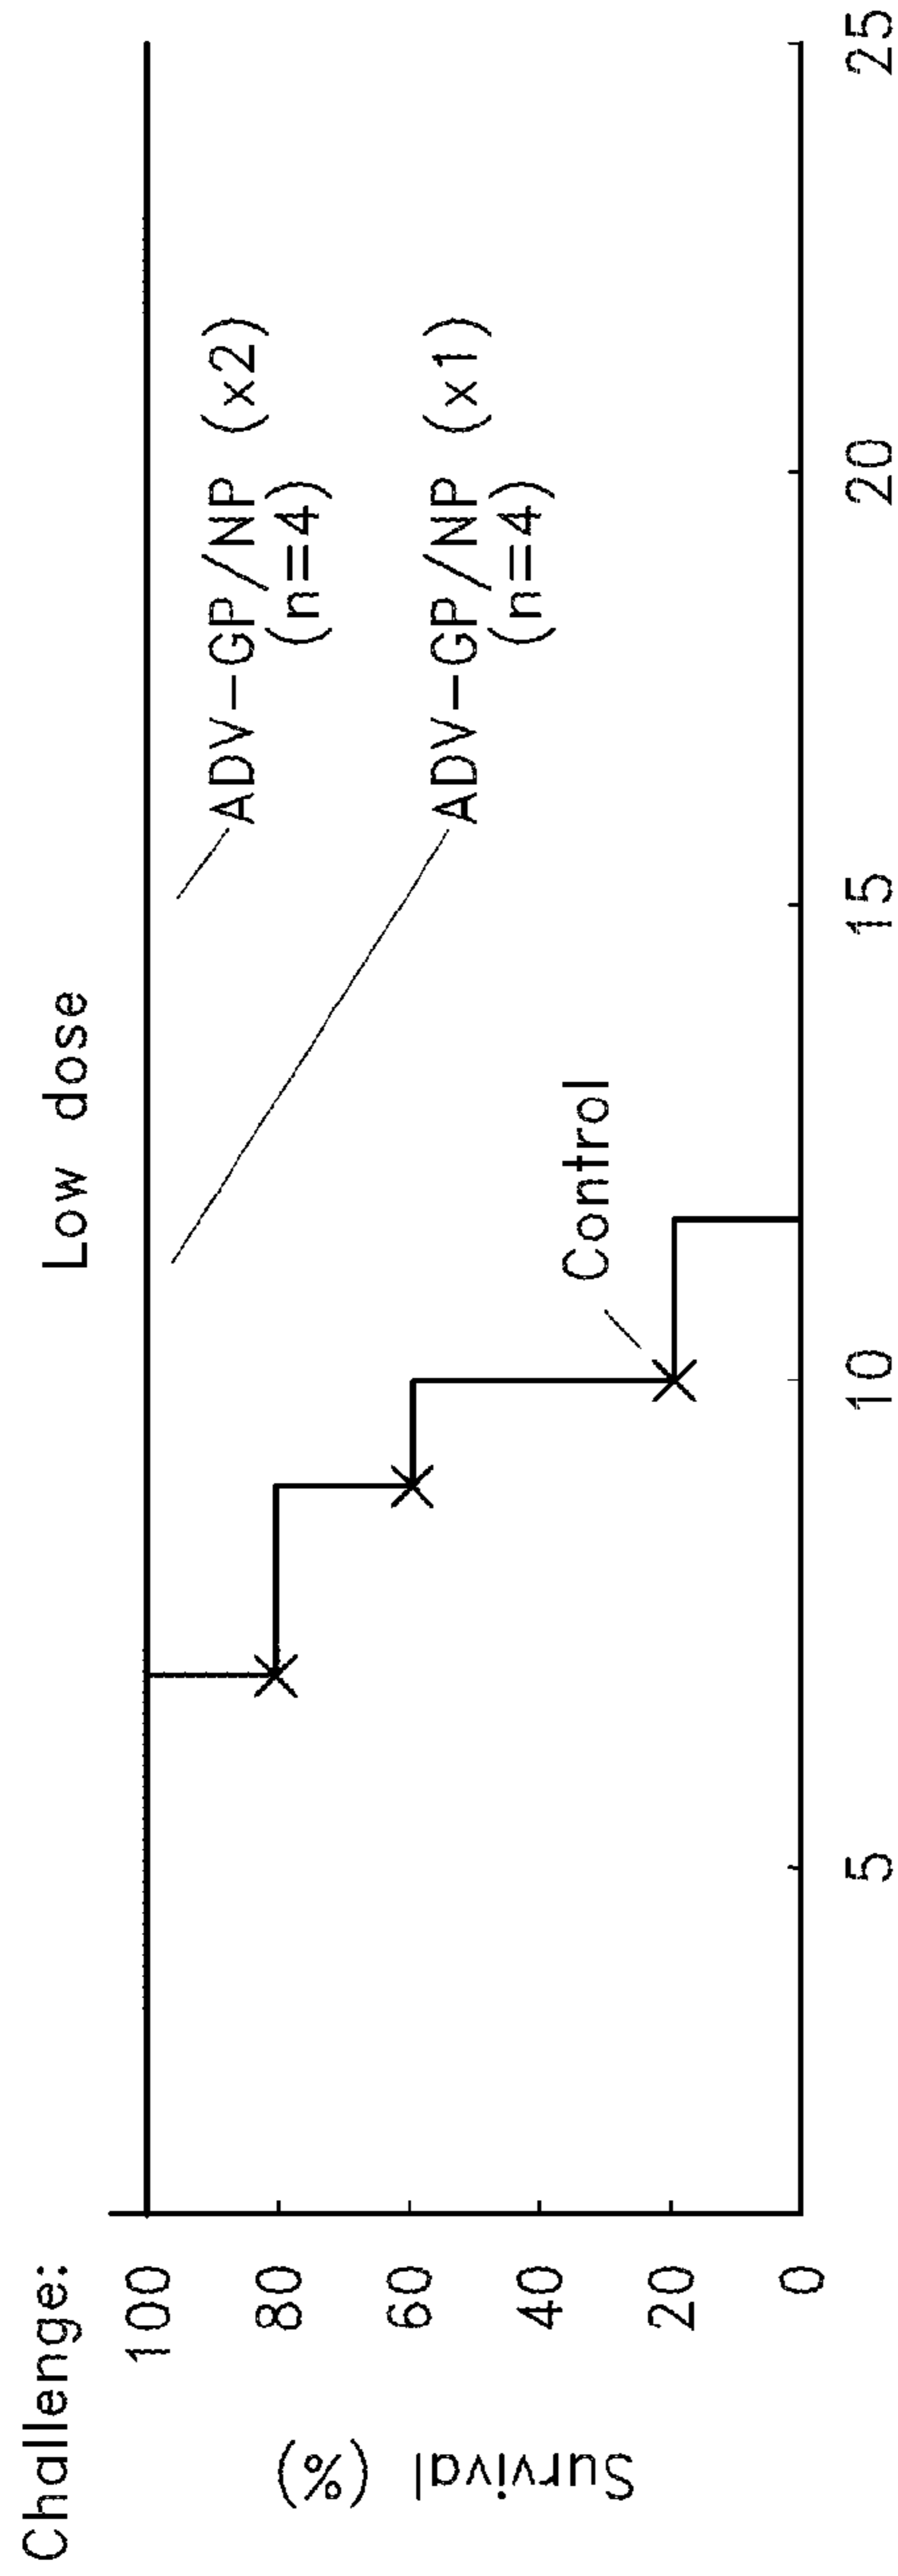 Challenge:
Low dose
Survival (%)
100
80
60
40
20
0
ADV-GP/NP (x2)
(n=4)
ADV-GP/NP (x1)
(n=4)
Control
5
10
15
20
25